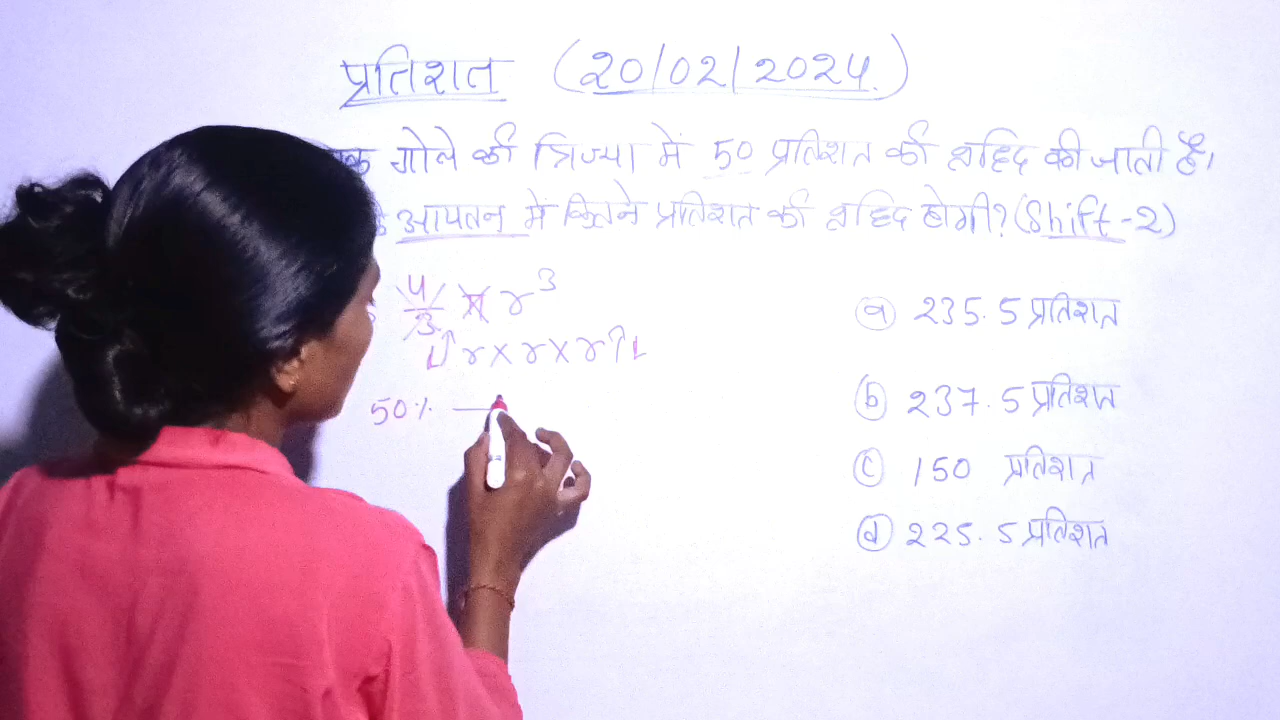 प्रतिशत (20/02/2024)
गोले की त्रिज्या में 50 प्रतिशत की वृद्धि की जाती है।
आयतन में कितने प्रतिशत की वृद्धि होगी? (Shift-2)
4/3 π r³
r×r×r
50%
(a) 235.5 प्रतिशत
(b) 237.5 प्रतिशत
(c) 150 प्रतिशत
(d) 225.5 प्रतिशत